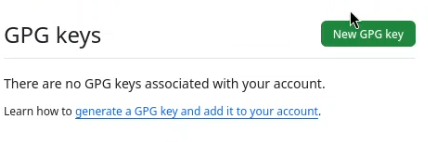 GPG keys
New GPG key
There are no GPG keys associated with your account.
Learn how to generate a GPG key and add it to your account.